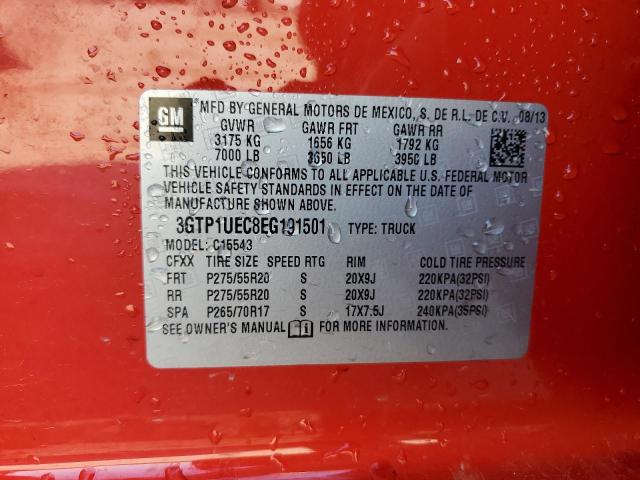 GM MFD BY GENERAL MOTORS DE MEXICO, S. DE R.L. DE C.V. 08/13
GVWR GAWR FRT GAWR RR
3175 KG 1656 KG 1792 KG
7000 LB 3650 LB 3950 LB
THIS VEHICLE CONFORMS TO ALL APPLICABLE U.S. FEDERAL MOTOR
VEHICLE SAFETY STANDARDS IN EFFECT ON THE DATE OF
MANUFACTURE SHOWN ABOVE.
3GTP1UEC8EG191501 TYPE: TRUCK
MODEL: C15543
CFXX TIRE SIZE SPEED RTG RIM COLD TIRE PRESSURE
FRT P275/55R20 S 20X9J 220KPA(32PSI)
RR P275/55R20 S 20X9J 220KPA(32PSI)
SPA P265/70R17 S 17X7.5J 240KPA(35PSI)
SEE OWNER'S MANUAL FOR MORE INFORMATION.